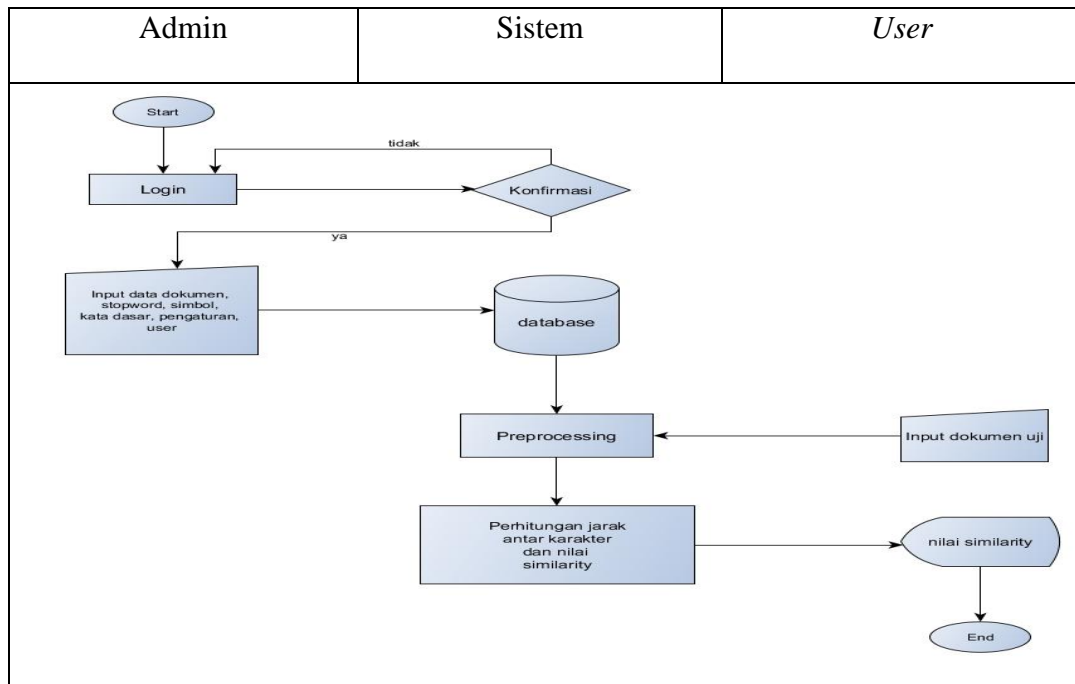 Admin
Sistem
User
Start
tidak
Login
Konfirmasi
ya
Input data dokumen,
stopword, simbol,
kata dasar, pengaturan,
user
database
Preprocessing
Input dokumen uji
Perhitungan jarak
antar karakter
dan nilai
similarity
nilai similarity
End